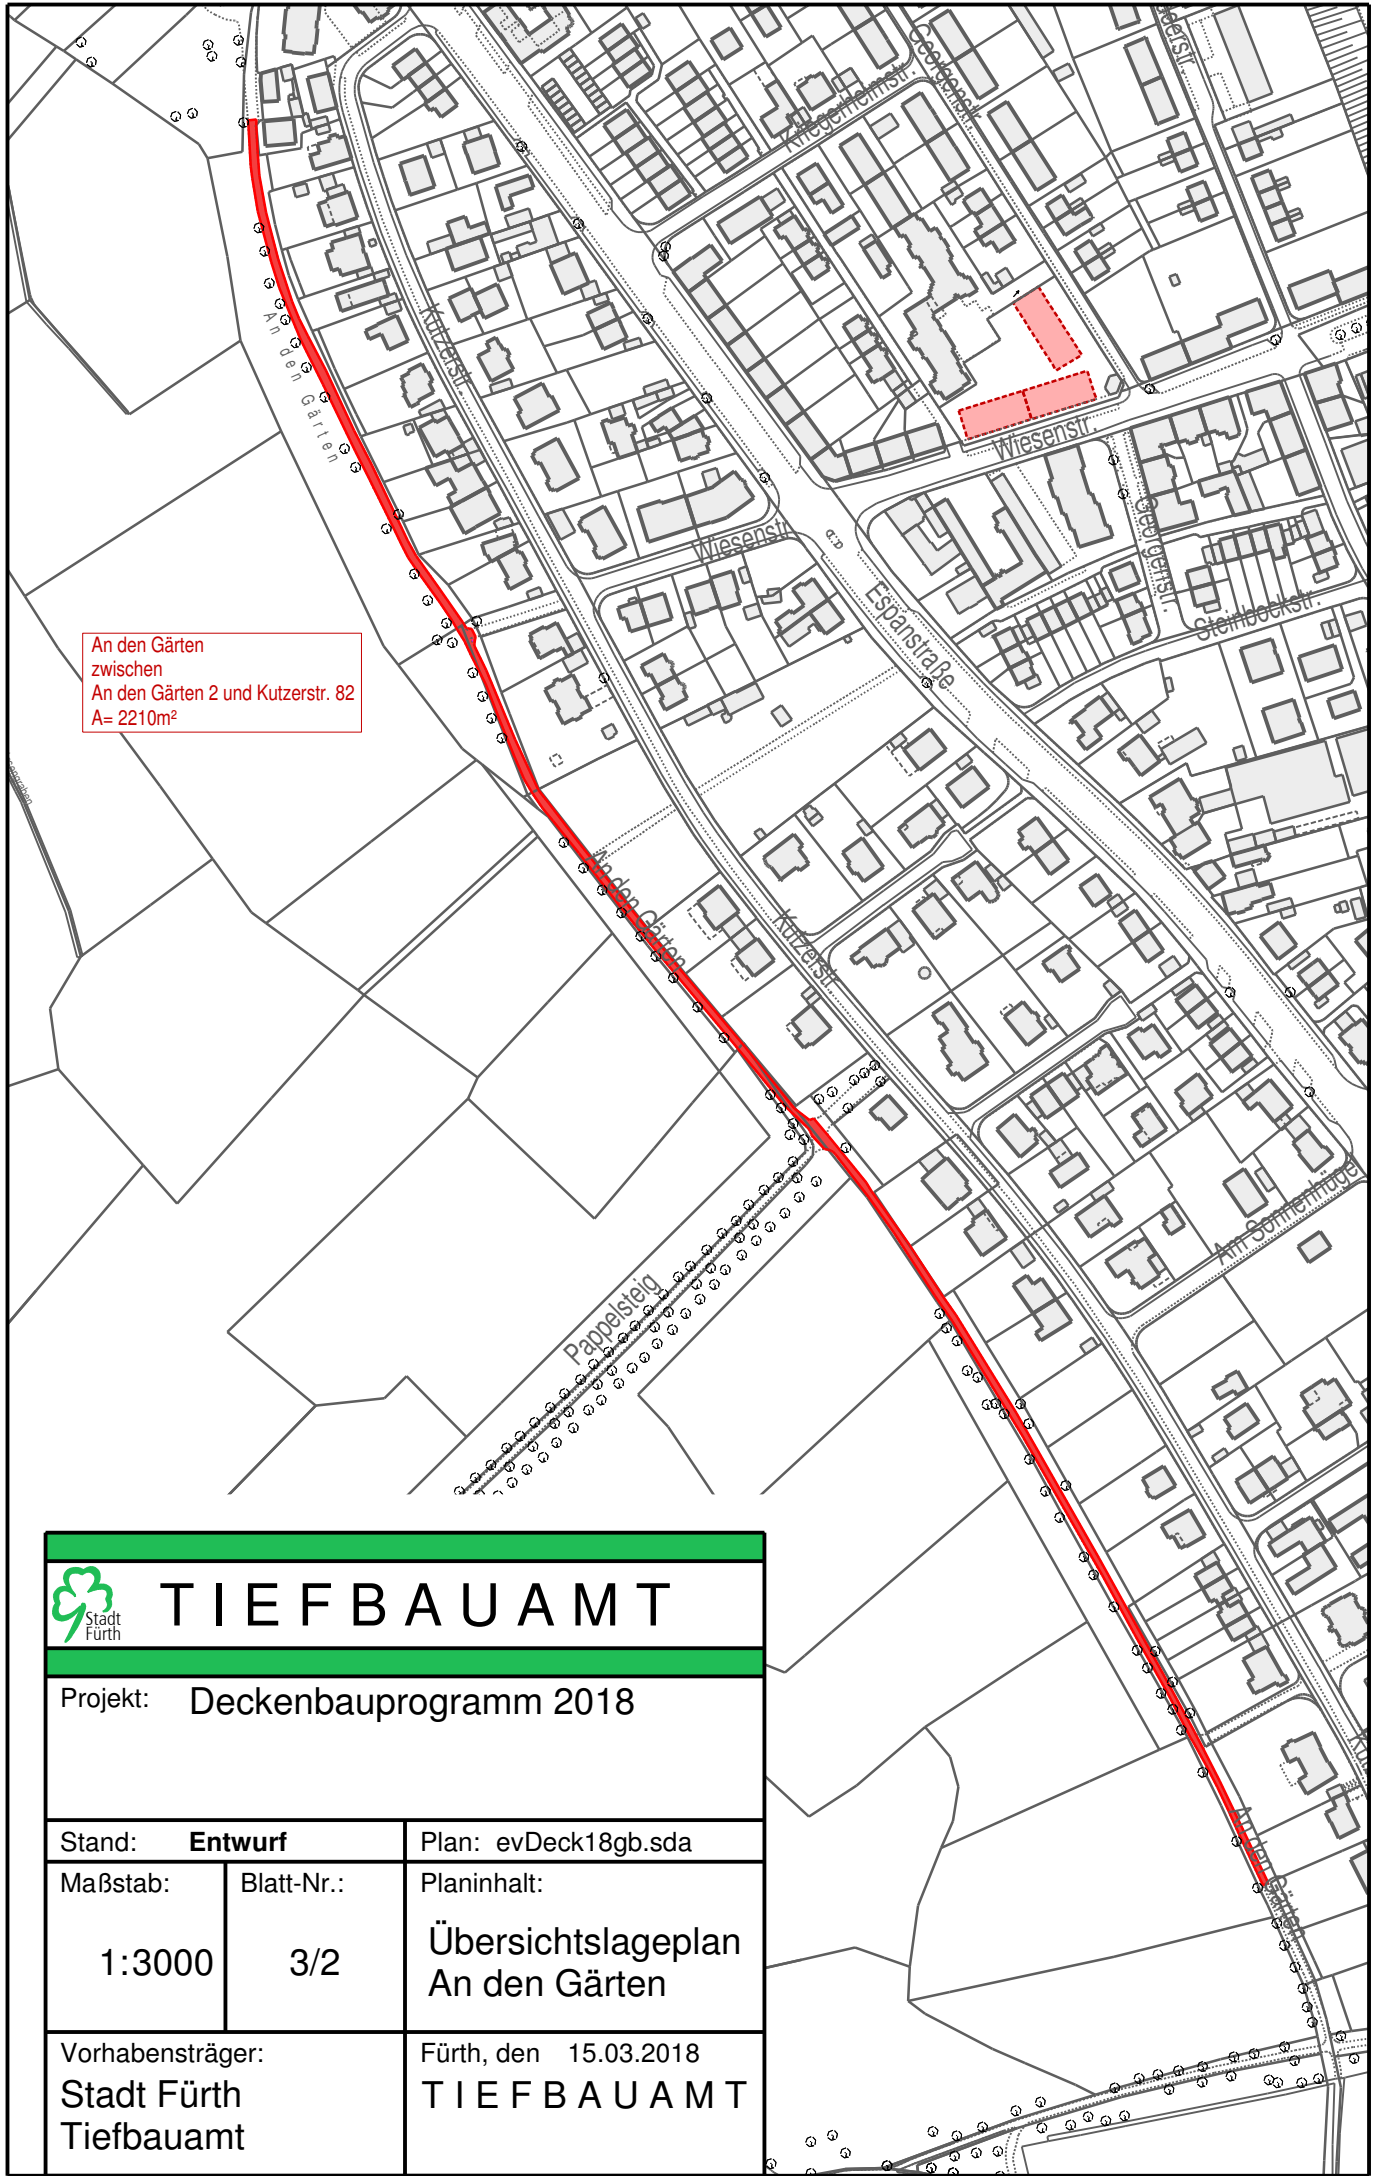 Georgenstr.
Kriegerheimstr.
Kutzerstr.
An den Gärten
Wiesenstr.
Wiesenstr.
Georgenstr.
Espanstraße
Steinbockstr.
An den Gärten
zwischen
An den Gärten 2 und Kutzerstr. 82
A= 2210m²
An den Gärten
Kutzerstr.
Am Sonnenhügel
Pappelsteig
An den Gärten
Stadt
Fürth
TIEFBAUAMT
Projekt: Deckenbauprogramm 2018
Stand: Entwurf
Plan: evDeck18gb.sda
Maßstab:
1:3000
Blatt-Nr.:
3/2
Planinhalt:
Übersichtslageplan
An den Gärten
Vorhabensträger:
Stadt Fürth
Tiefbauamt
Fürth, den 15.03.2018
TIEFBAUAMT